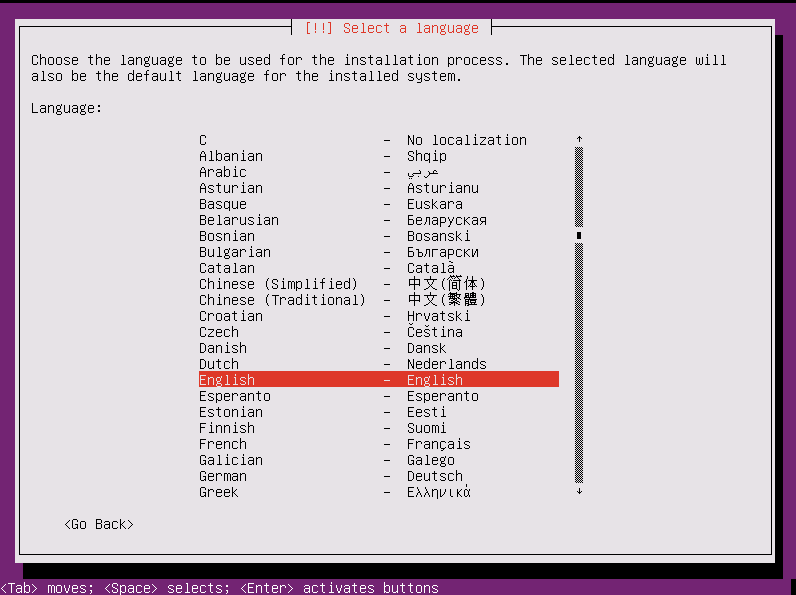 [!!] Select a language
Choose the language to be used for the installation process. The selected language will
also be the default language for the installed system.
Language:
C - No localization
Albanian - Shqip
Arabic - عربي
Asturian - Asturianu
Basque - Euskara
Belarusian - Беларуская
Bosnian - Bosanski
Bulgarian - Български
Catalan - Català
Chinese (Simplified) - 中文(简体)
Chinese (Traditional) - 中文(繁體)
Croatian - Hrvatski
Czech - Čeština
Danish - Dansk
Dutch - Nederlands
English - English
Esperanto - Esperanto
Estonian - Eesti
Finnish - Suomi
French - Français
Galician - Galego
German - Deutsch
Greek - Ελληνικά
<Go Back>
<Tab> moves; <Space> selects; <Enter> activates buttons